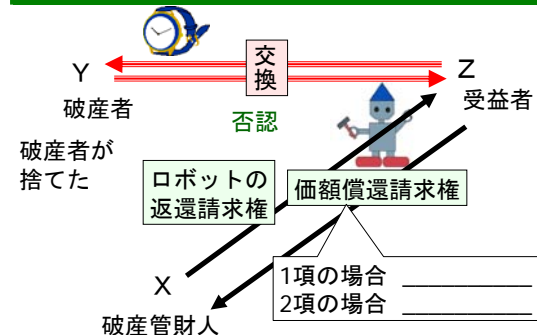 交
換
Y
Z
破産者
受益者
否認
破産者が
捨てた
ロボットの
返還請求権
価額償還請求権
X
1項の場合 __________
2項の場合 __________
破産管財人